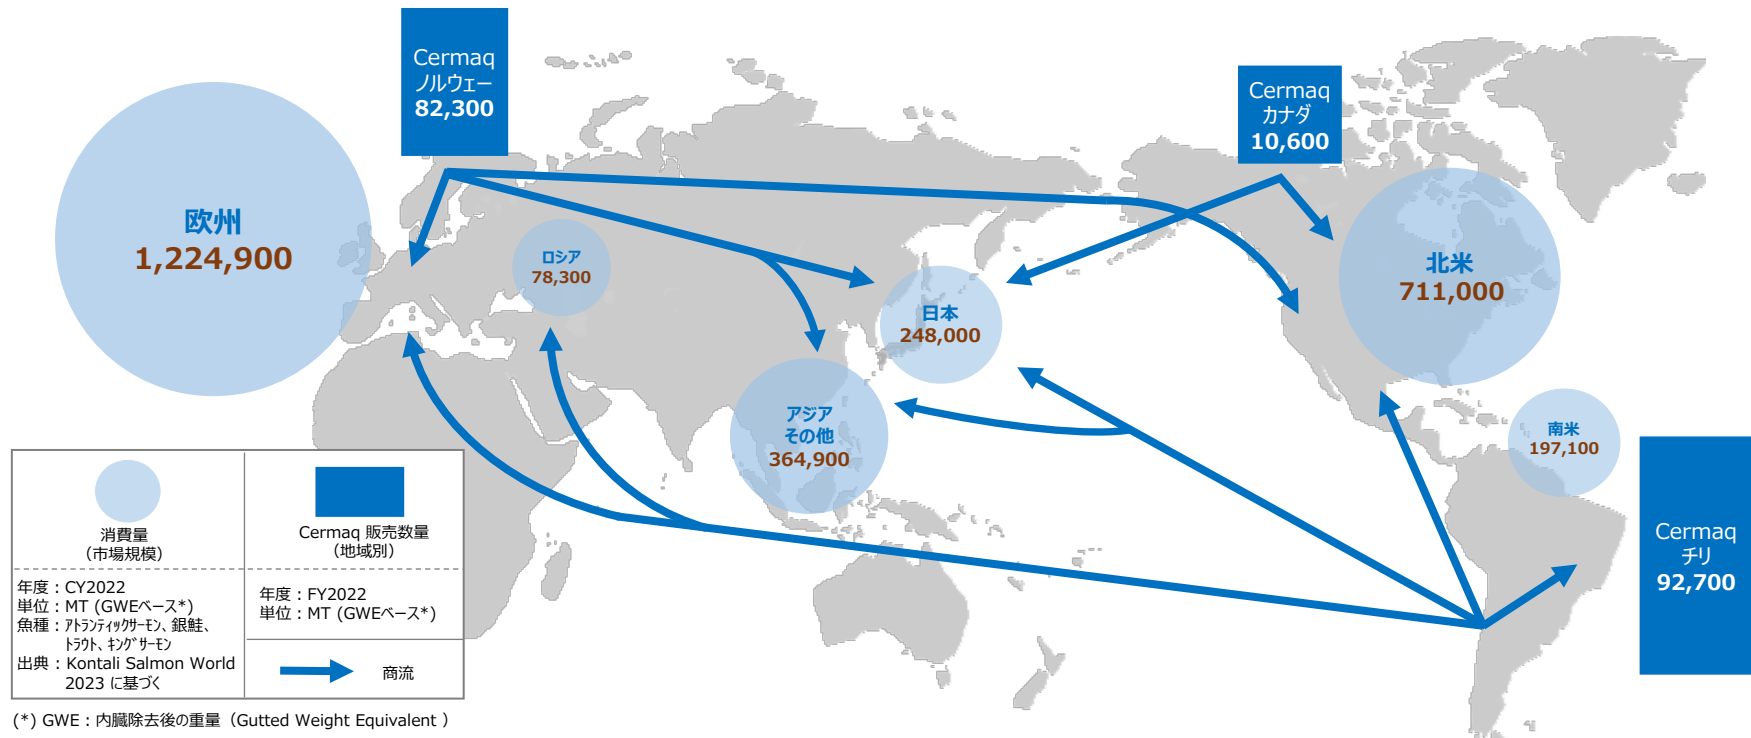 Cermaq
ノルウェー
82,300
Cermaq
カナダ
10,600
欧州
1,224,900
ロシア
78,300
日本
248,000
北米
711,000
アジア
その他
364,900
南米
197,100
Cermaq
チリ
92,700
消費量
(市場規模)
Cermaq 販売数量
(地域別)
年度：CY2022
単位：MT (GWEベース*)
魚種：ｱﾄﾗﾝﾃｨｯｸｻｰﾓﾝ、銀鮭、
ﾄﾗｳﾄ、ｷﾝｸﾞｻｰﾓﾝ
出典：Kontali Salmon World
2023 に基づく
年度：FY2022
単位：MT (GWEベース*)
商流
(*) GWE：内臓除去後の重量（Gutted Weight Equivalent ）